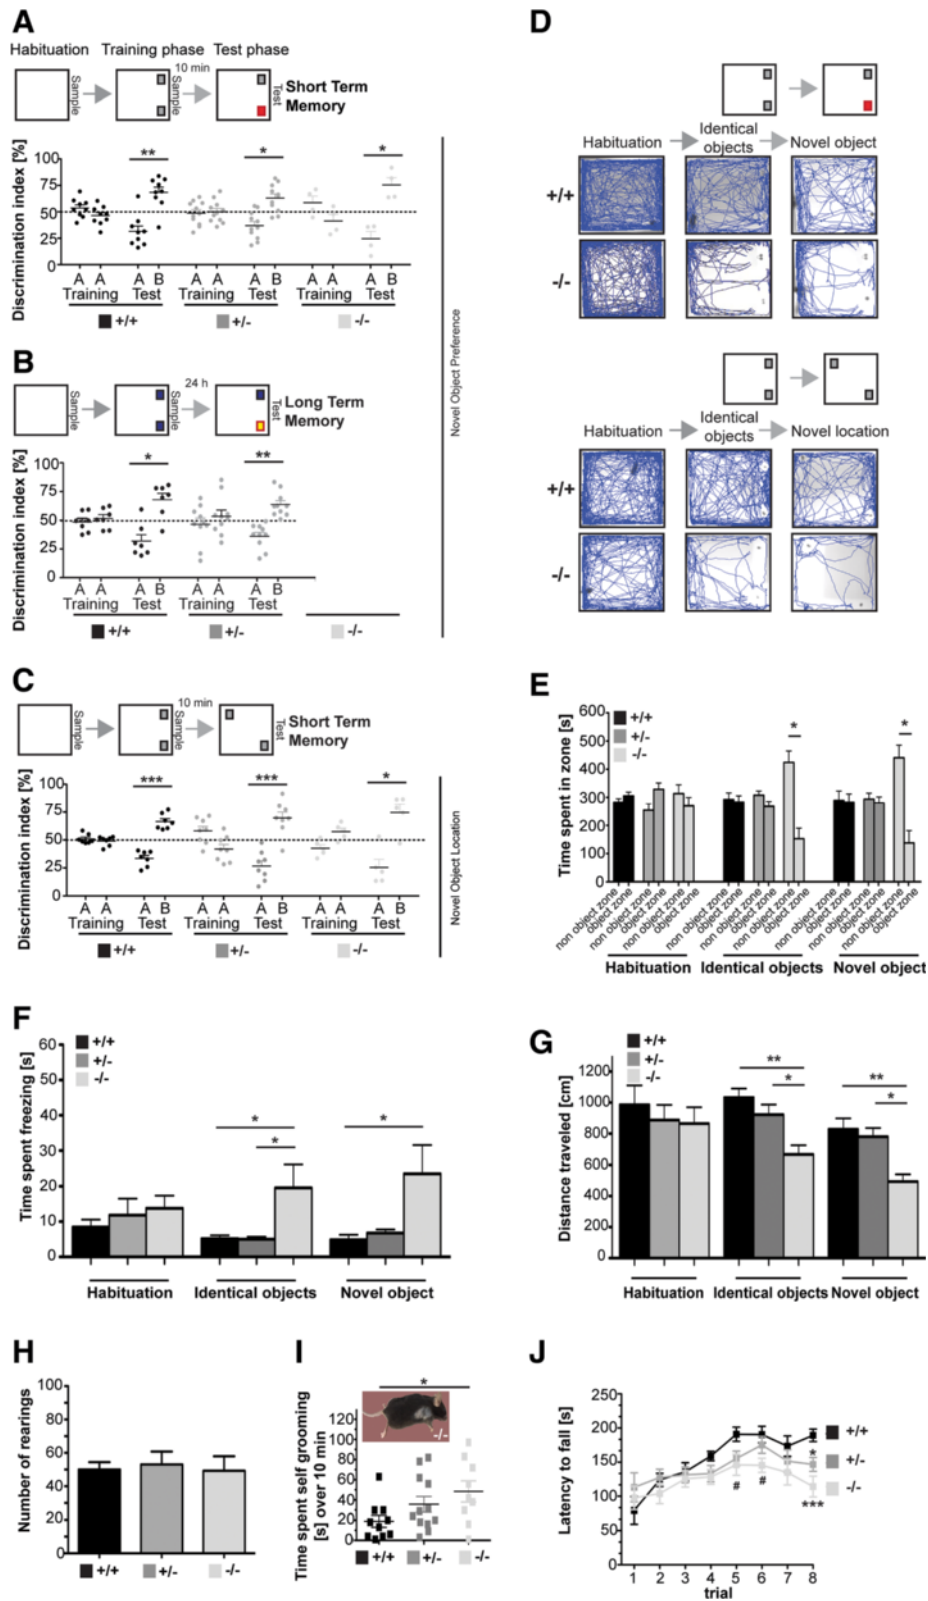 A
Habituation Training phase Test phase
10 min
Sample Sample Test
Short Term
Memory
Discrimination index [%]
100
75
50
25
** * *
A A A B A A A B A A A B
Training Test Training Test Training Test
+/+ +/- -/-
B
24 h
Sample Sample Test
Long Term
Memory
Discrimination index [%]
100
75
50
25
0
* **
A A A B A A A B
Training Test Training Test
+/+ +/- -/-
Novel Object Preference
C
10 min
Sample Sample Test
Short Term
Memory
Discrimination index [%]
100
75
50
25
0
*** *** *
A A A B A A A B A A A B
Training Test Training Test Training Test
+/+ +/- -/-
Novel Object Location
D
Habituation Identical objects Novel object
+/+
-/-
Habituation Identical objects Novel location
+/+
-/-
E
Time spent in zone [s]
600
400
300
200
100
0
+/+
+/-
-/-
* *
non object zone object zone non object zone object zone non object zone object zone
non object zone object zone non object zone object zone non object zone object zone
non object zone object zone non object zone object zone non object zone object zone
Habituation Identical objects Novel object
F
Time spent freezing [s]
60
40
30
20
10
0
+/+
+/-
-/-
* * *
Habituation Identical objects Novel object
G
Distance traveled [cm]
1200
1000
800
600
400
200
0
+/+
+/-
-/-
** * ** *
Habituation Identical objects Novel object
H
Number of rearings
100
80
60
40
20
0
+/+ +/- -/-
I
Time spent self grooming
[s] over 10 min
120
100
80
60
40
20
0
*
-/-
+/+ +/- -/-
J
Latency to fall [s]
200
150
100
50
0
# # * ***
+/+
+/-
-/-
1 2 3 4 5 6 7 8
trial